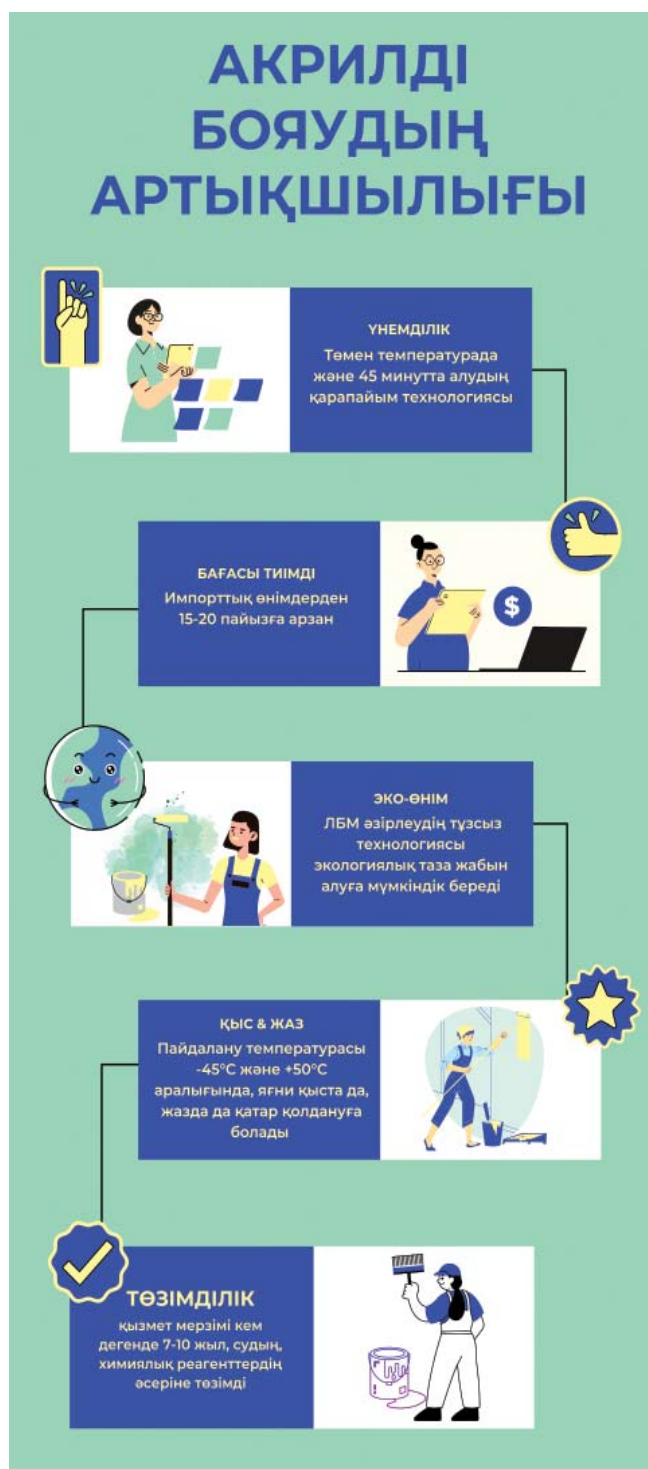 АКРИЛДІ
БОЯУДЫҢ
АРТЫҚШЫЛЫҒЫ
ҮНЕМДІЛІК
Төмен температурада
және 45 минутта алудың
қарапайым технологиясы
БАҒАСЫ ТИІМДІ
Импорттық өнімдерден
15-20 пайызға арзан
$
ЭКО-ӨНІМ
ЛБМ әзірлеудің тұзсыз
технологиясы
экологиялық таза жабын
алуға мүмкіндік береді
ҚЫС & ЖАЗ
Пайдалану температурасы
-45°С және +50°С
аралығында, яғни қыста да,
жазда да қатар қолдануға
болады
ТӨЗІМДІЛІК
қызмет мерзімі кем
дегенде 7-10 жыл, судың,
химиялық реагенттердің
әсеріне төзімді